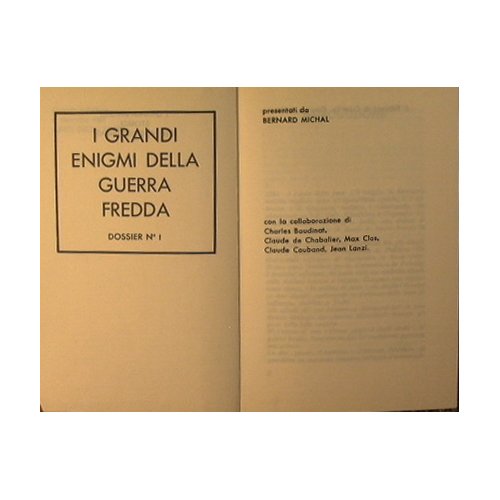 I GRANDI
ENIGMI DELLA
GUERRA
FREDDA
DOSSIER N° 1
presentati da
BERNARD MICHAL
con la collaborazione di
Charles Baudinat,
Claude de Chabalier, Max Clos,
Claude Couband, Jean Lanzi.